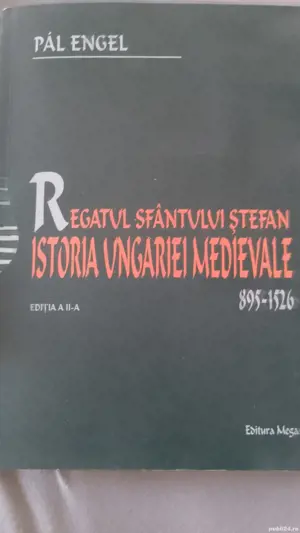 PÁL ENGEL
REGATUL SFÂNTULUI ŞTEFAN
ISTORIA UNGARIEI MEDIEVALE
895-1526
EDIŢIA A II-A
Editura Mega